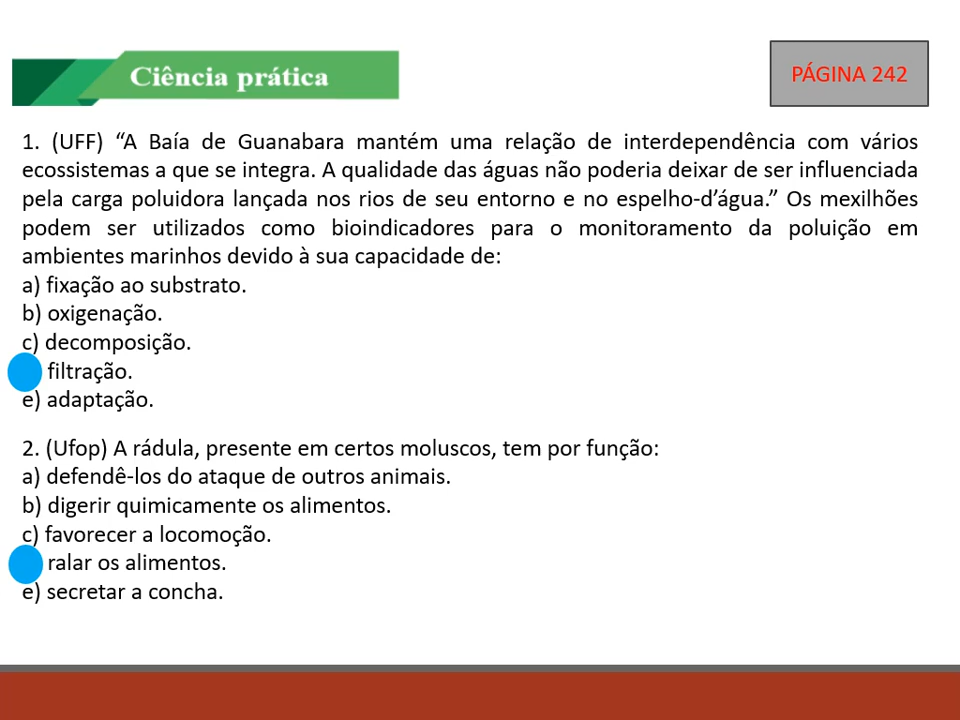 Ciência prática
PÁGINA 242
1. (UFF) “A Baía de Guanabara mantém uma relação de interdependência com vários
ecossistemas a que se integra. A qualidade das águas não poderia deixar de ser influenciada
pela carga poluidora lançada nos rios de seu entorno e no espelho-d’água.” Os mexilhões
podem ser utilizados como bioindicadores para o monitoramento da poluição em
ambientes marinhos devido à sua capacidade de:
a) fixação ao substrato.
b) oxigenação.
c) decomposição.
filtração.
e) adaptação.
2. (Ufop) A rádula, presente em certos moluscos, tem por função:
a) defendê-los do ataque de outros animais.
b) digerir quimicamente os alimentos.
c) favorecer a locomoção.
ralar os alimentos.
e) secretar a concha.